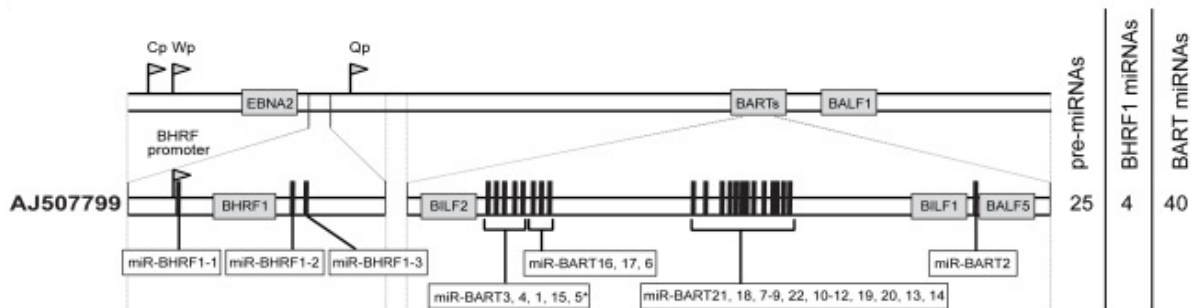 Cp Wp Qp
EBNA2 BARTs BALF1
BHRF
promoter
pre-miRNAs
BHRF1 miRNAs
BART miRNAs
AJ507799 BHRF1 BILF2 BILF1 BALF5 25 4 40
miR-BHRF1-1 miR-BHRF1-2 miR-BHRF1-3 miR-BART16, 17, 6 miR-BART2
miR-BART3, 4, 1, 15, 5* miR-BART21, 18, 7-9, 22, 10-12, 19, 20, 13, 14